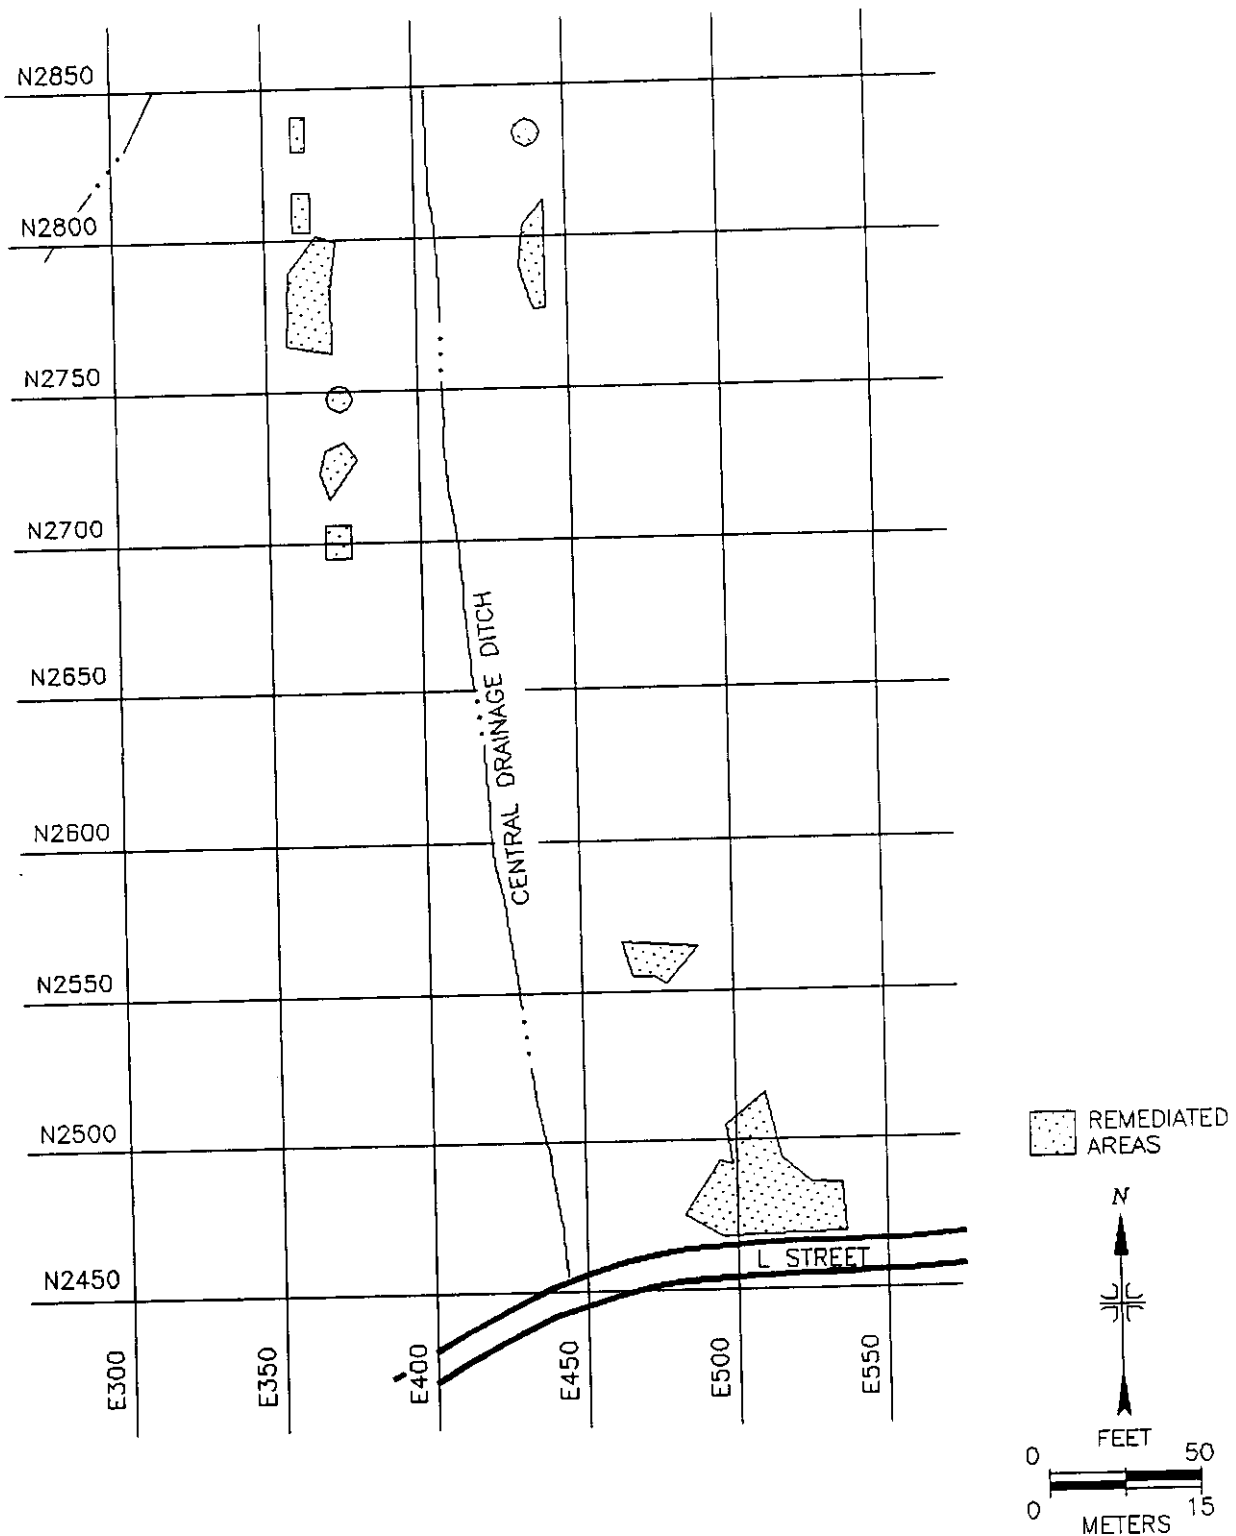 N2850
N2800
N2750
N2700
N2650
N2600
N2550
N2500
N2450
CENTRAL DRAINAGE DITCH
L STREET
E300
E350
E400
E450
E500
E550
REMEDIATED
AREAS
N
FEET
0 50
0 15
METERS